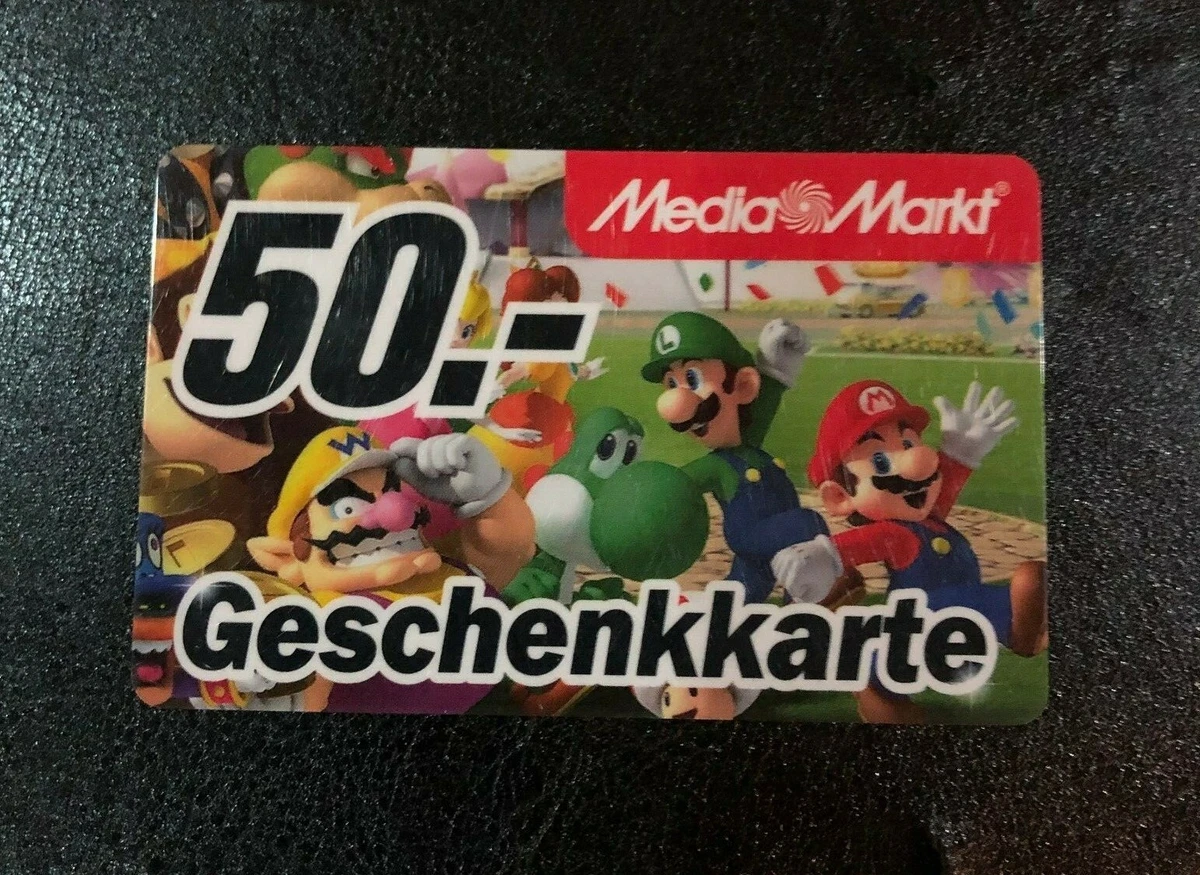 MediaMarkt®
50.-
L
M
W
Geschenkkarte